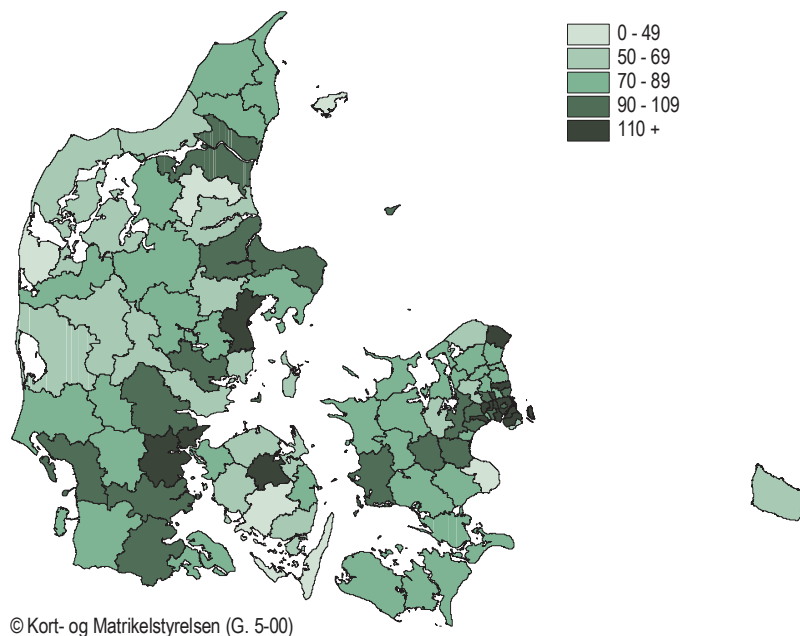 0 - 49
50 - 69
70 - 89
90 - 109
110 +
© Kort- og Matrikelstyrelsen (G. 5-00)